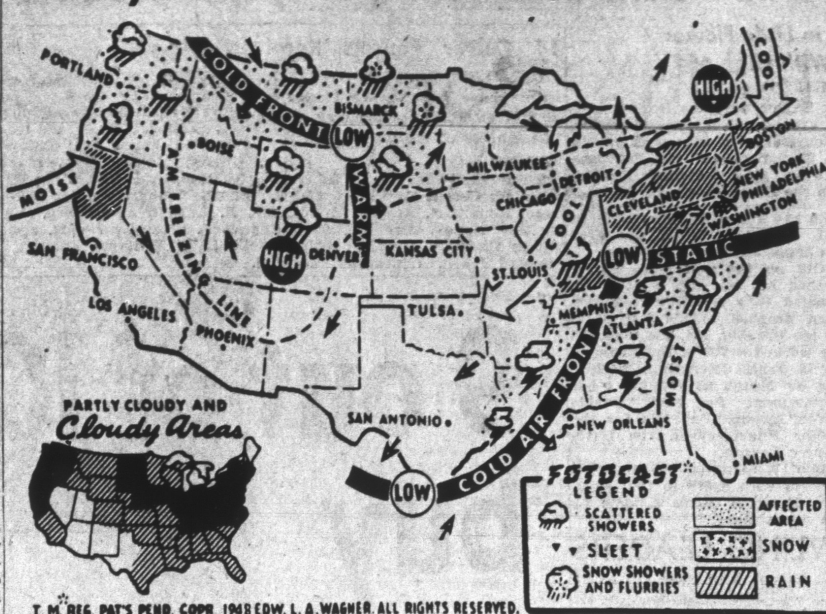 PORTLAND
COLD FRONT
BISMARCK
LOW
HIGH
COOL
BOISE
MOIST
A.M. FREEZING LINE
WARM
MILWAUKEE
DETROIT
CHICAGO
COOL
CLEVELAND
BOSTON
NEW YORK
PHILADELPHIA
WASHINGTON
SAN FRANCISCO
HIGH
DENVER
KANSAS CITY
ST. LOUIS
LOW
STATIC
LOS ANGELES
PHOENIX
TULSA
MEMPHIS
ATLANTA
MOIST
SAN ANTONIO
NEW ORLEANS
MIAMI
LOW
COLD AIR FRONT
PARTLY CLOUDY AND
Cloudy Areas
FOTOCAST*
LEGEND
SCATTERED
SHOWERS
SLEET
SNOW SHOWERS
AND FLURRIES
AFFECTED
AREA
SNOW
RAIN
T. M. REG. PAT'S PEND. COPR. 1948 EDW. L. A. WAGNER. ALL RIGHTS RESERVED.